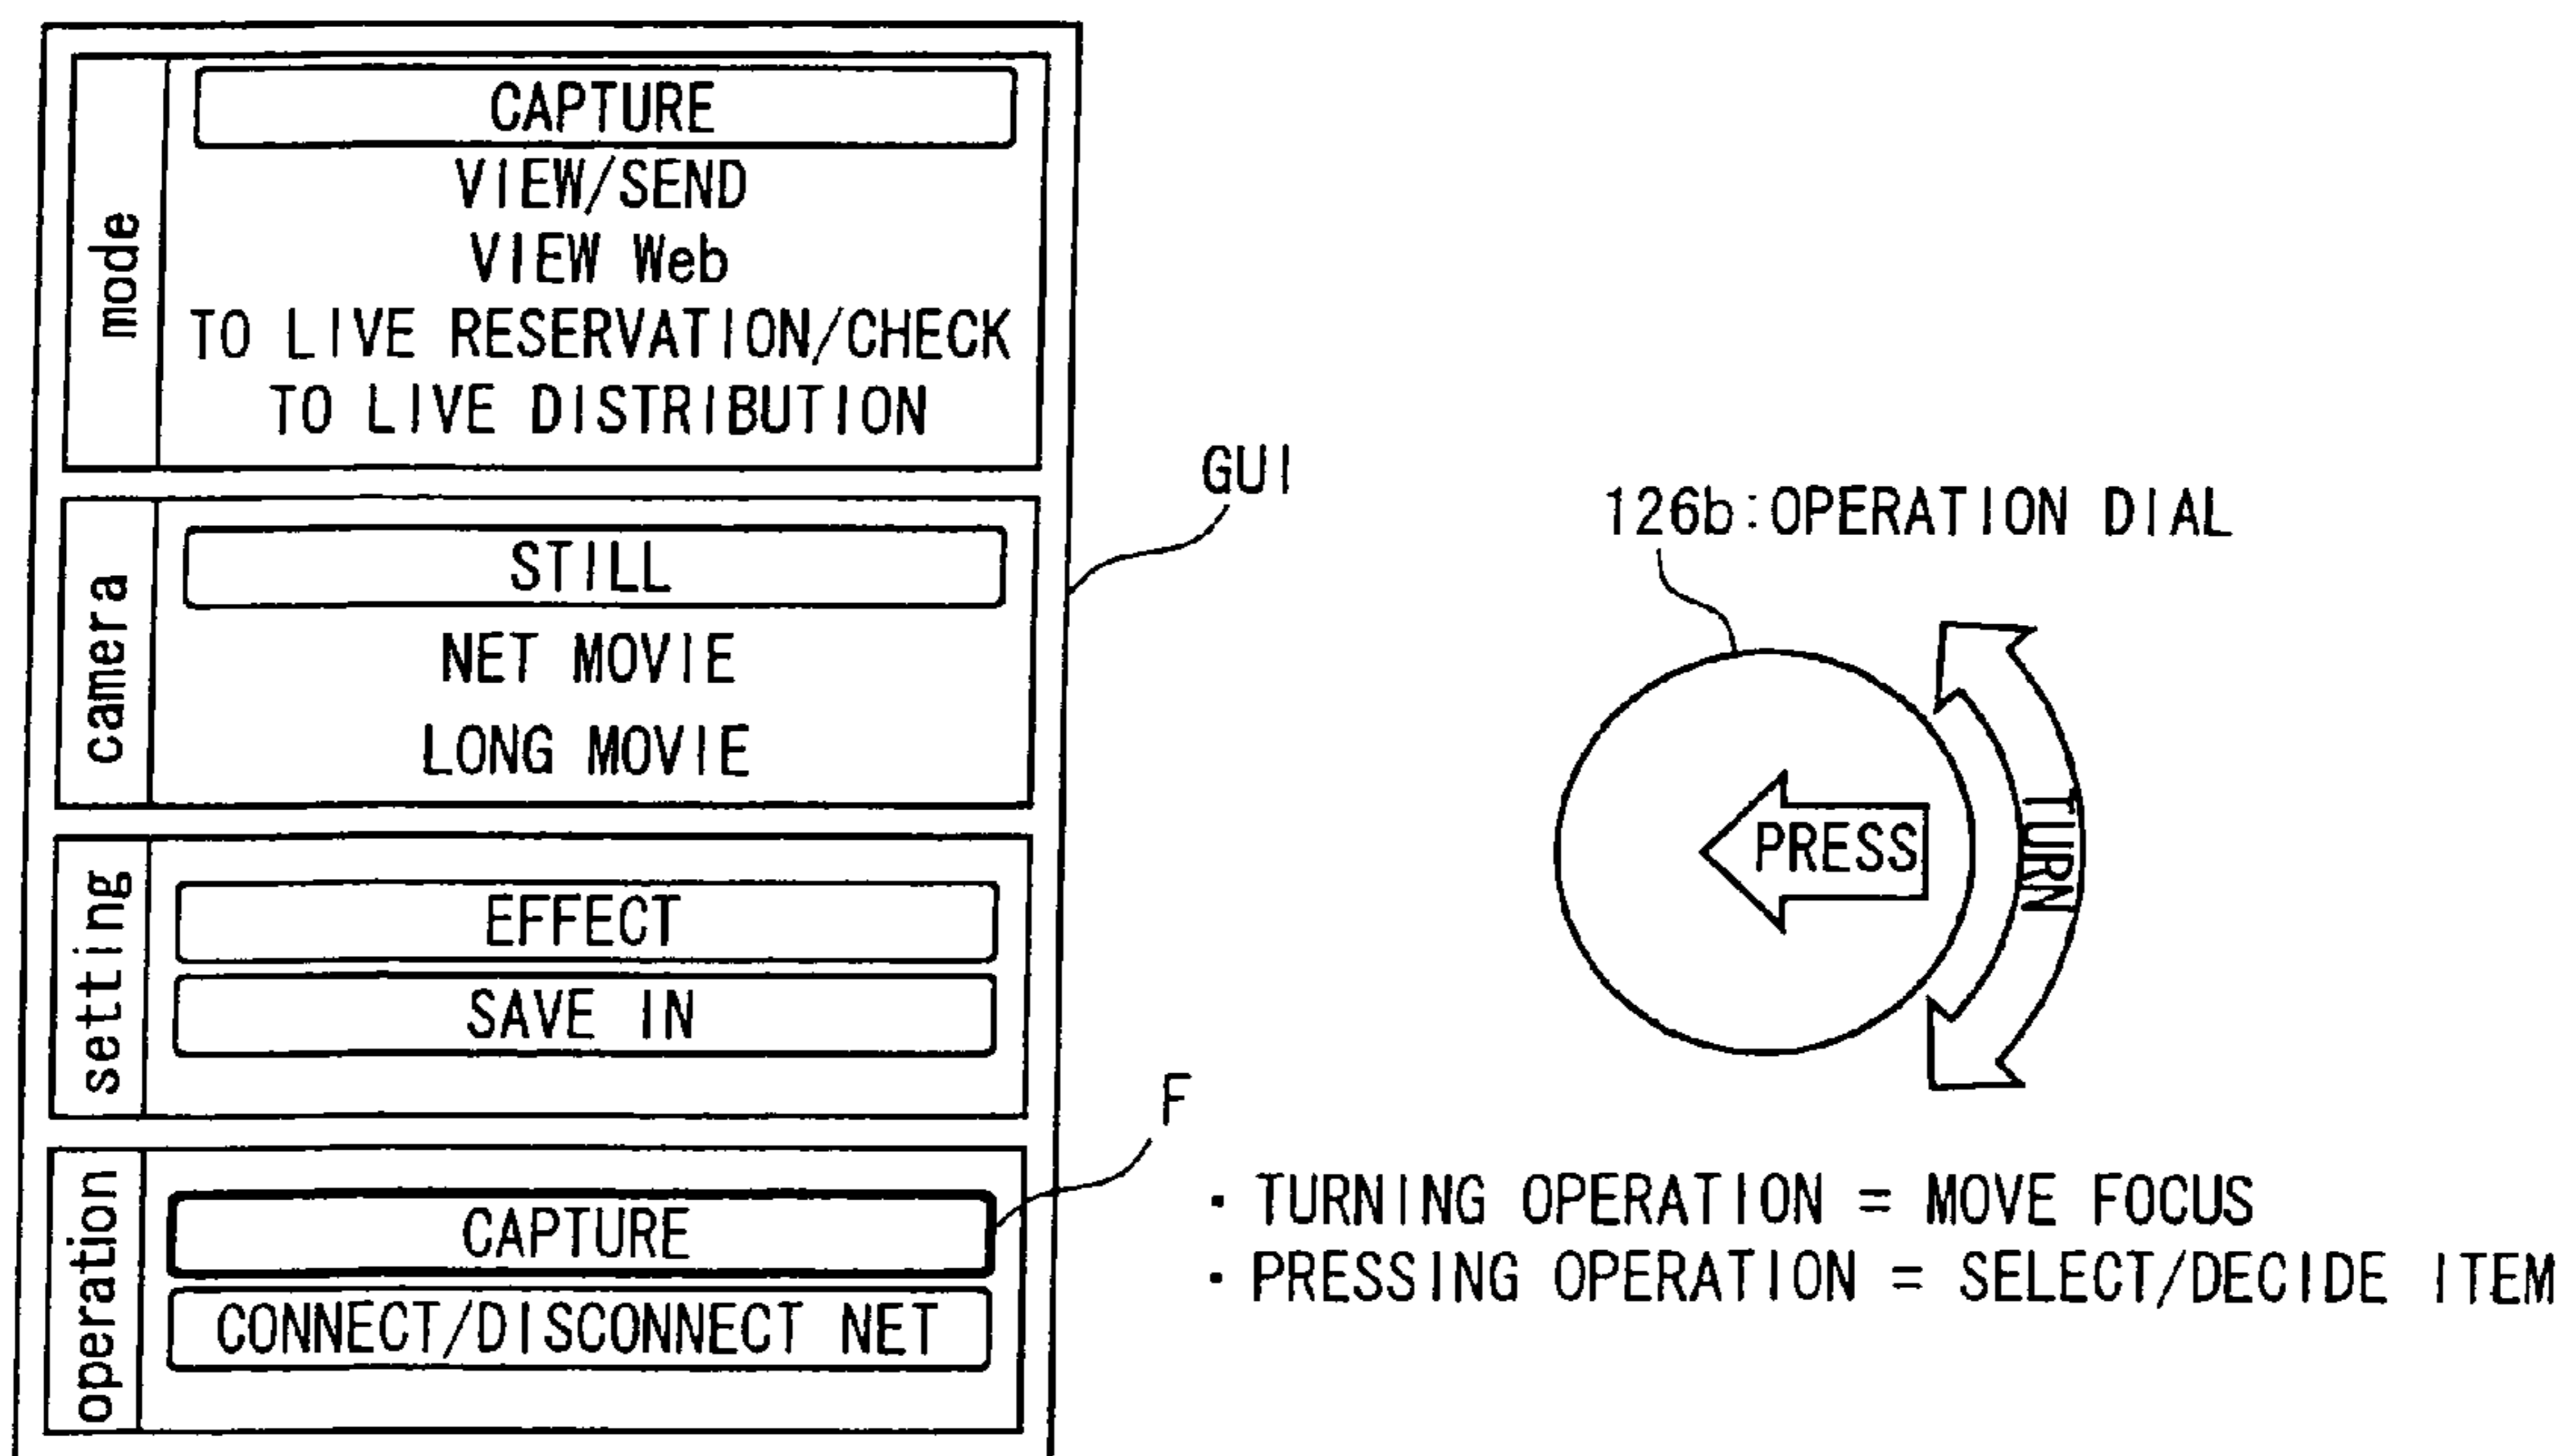 mode
CAPTURE
VIEW/SEND
VIEW Web
TO LIVE RESERVATION/CHECK
TO LIVE DISTRIBUTION
camera
STILL
NET MOVIE
LONG MOVIE
setting
EFFECT
SAVE IN
operation
CAPTURE
CONNECT/DISCONNECT NET
GUI
F
126b:OPERATION DIAL
PRESS
TURN
· TURNING OPERATION = MOVE FOCUS
· PRESSING OPERATION = SELECT/DECIDE ITEM